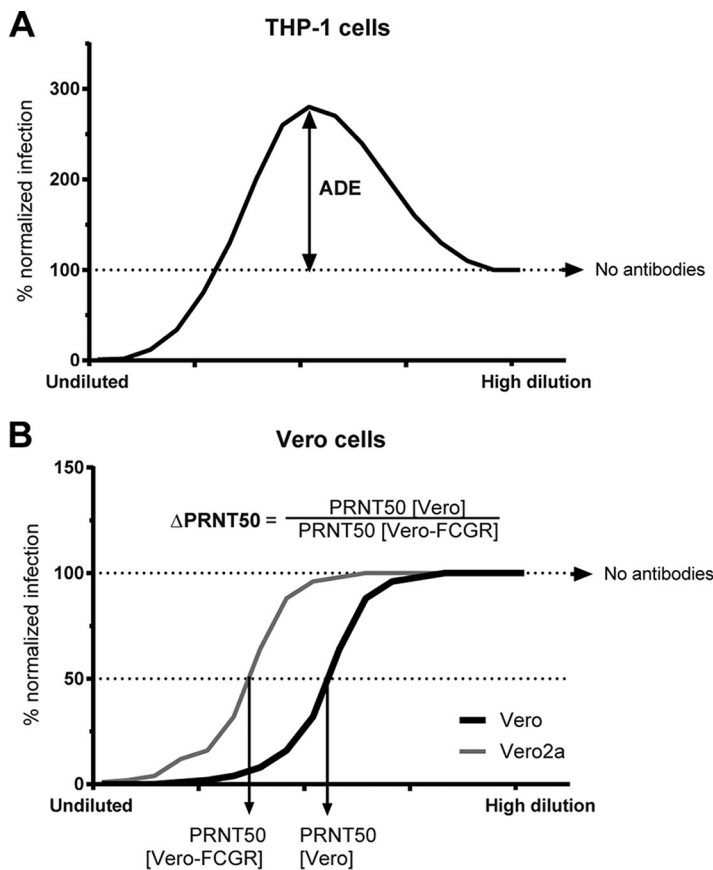 A
THP-1 cells
% normalized infection
300
200
100
0
ADE
No antibodies
Undiluted
High dilution
B
Vero cells
% normalized infection
150
100
50
0
ΔPRNT50 = PRNT50 [Vero]
PRNT50 [Vero-FCGR]
No antibodies
Vero
Vero2a
Undiluted
High dilution
PRNT50
[Vero-FCGR]
PRNT50
[Vero]